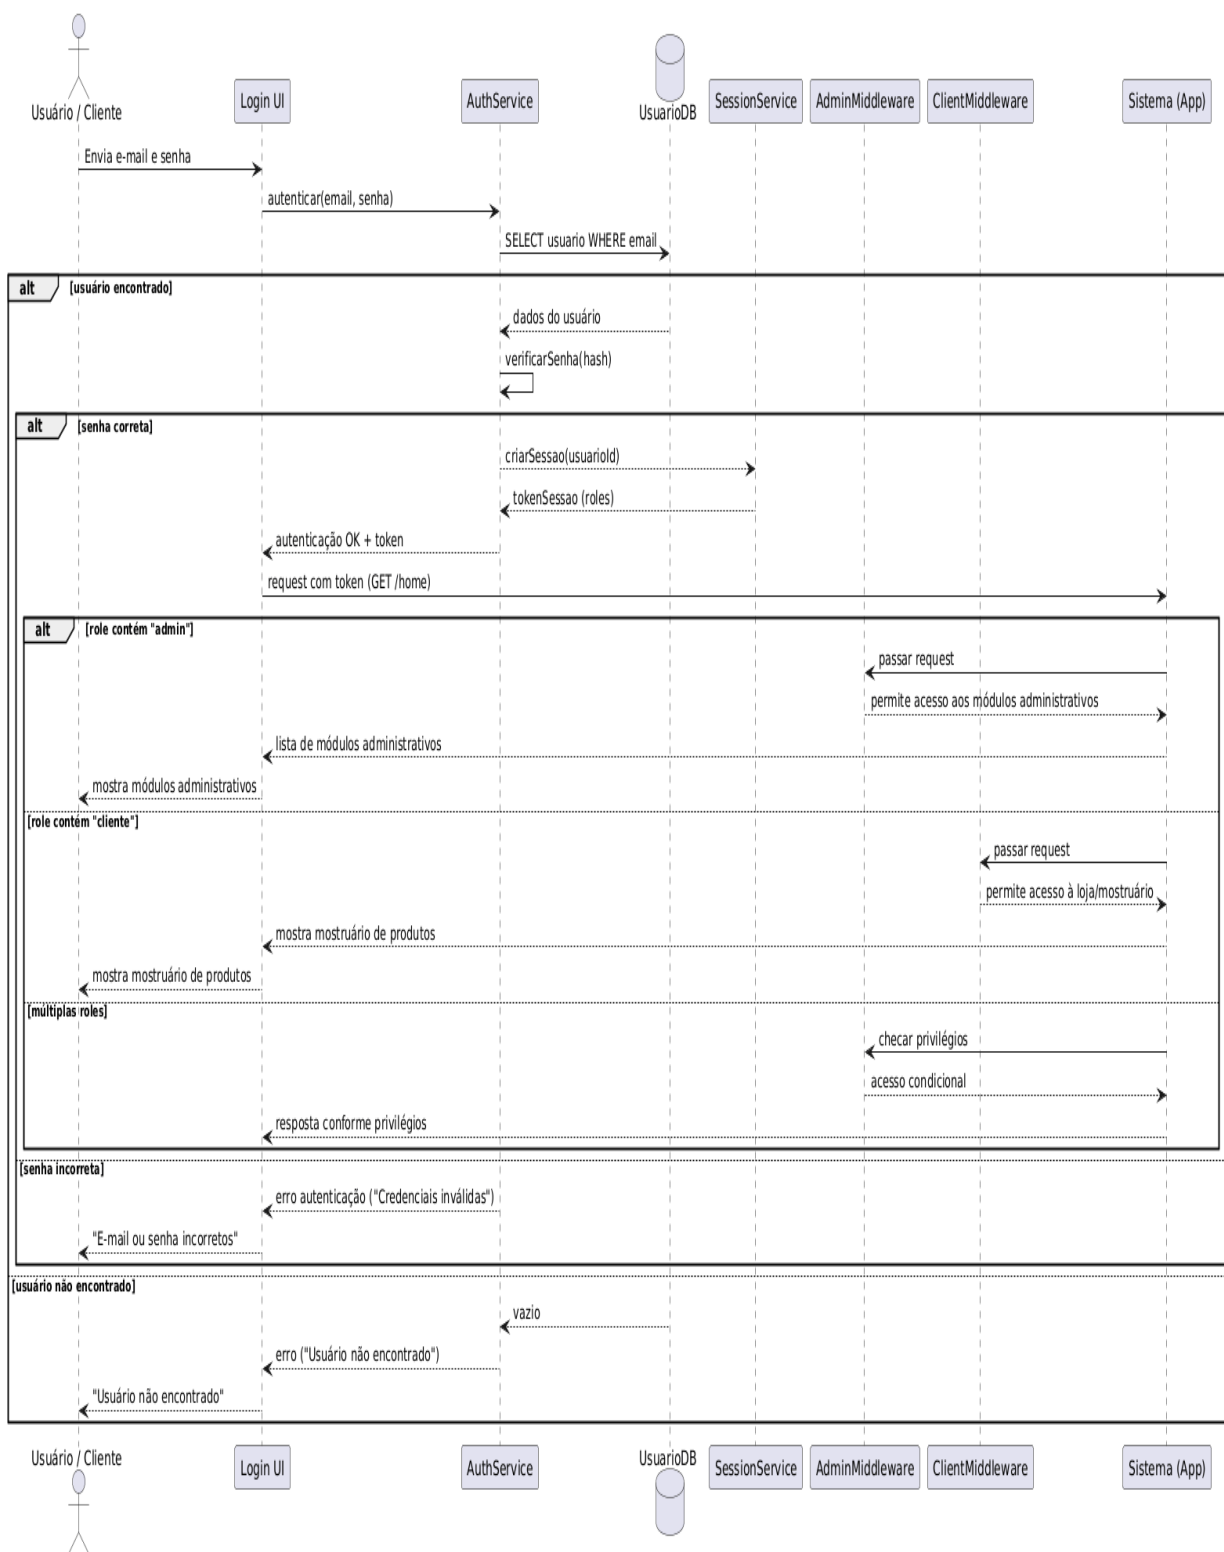 Usuário / Cliente
Login UI
AuthService
UsuarioDB
SessionService
AdminMiddleware
ClientMiddleware
Sistema (App)
Envia e-mail e senha
autenticar(email, senha)
SELECT usuario WHERE email
alt [usuário encontrado]
dados do usuário
verificarSenha(hash)
alt [senha correta]
criarSessao(usuarioId)
tokenSessao (roles)
autenticação OK + token
request com token (GET /home)
alt [role contém "admin"]
passar request
permite acesso aos módulos administrativos
lista de módulos administrativos
mostra módulos administrativos
[role contém "cliente"]
passar request
permite acesso à loja/mostruário
mostra mostruário de produtos
mostra mostruário de produtos
[múltiplas roles]
checar privilégios
acesso condicional
resposta conforme privilégios
[senha incorreta]
erro autenticação ("Credenciais inválidas")
"E-mail ou senha incorretos"
[usuário não encontrado]
vazio
erro ("Usuário não encontrado")
"Usuário não encontrado"
Usuário / Cliente
Login UI
AuthService
UsuarioDB
SessionService
AdminMiddleware
ClientMiddleware
Sistema (App)